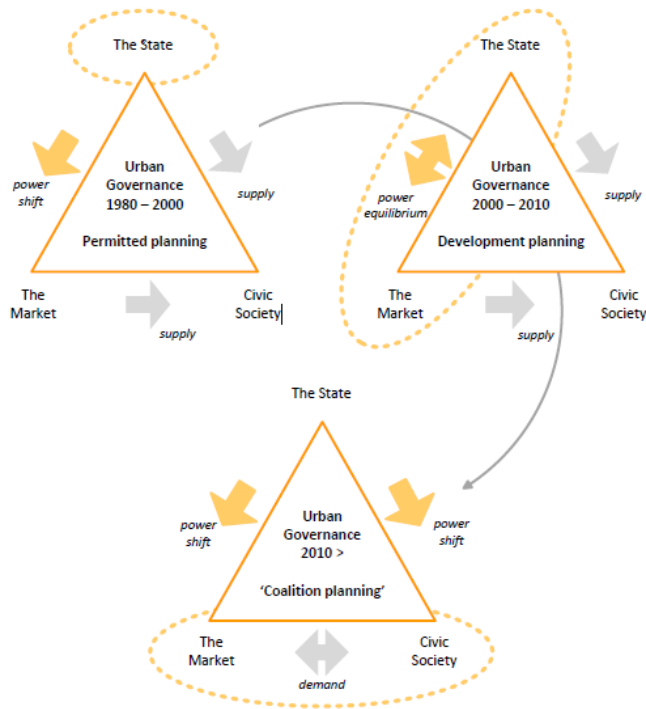 The State
Urban
Governance
1980 – 2000
Permitted planning
power
shift
supply
The
Market
supply
Civic
Society
The State
Urban
Governance
2000 – 2010
Development planning
power
equilibrium
supply
The
Market
supply
Civic
Society
The State
Urban
Governance
2010 >
‘Coalition planning’
power
shift
power
shift
The
Market
demand
Civic
Society